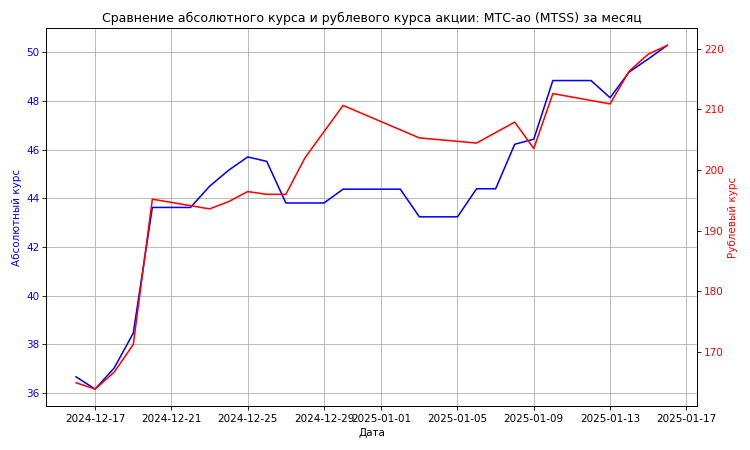 Сравнение абсолютного курса и рублевого курса акции: МТС-ао (MTSS) за месяц
Абсолютный курс
50
48
46
44
42
40
38
36
220
210
200
190
180
170
Рублевый курс
2024-12-17 2024-12-21 2024-12-25 2024-12-29 2025-01-01 2025-01-05 2025-01-09 2025-01-13 2025-01-17
Дата